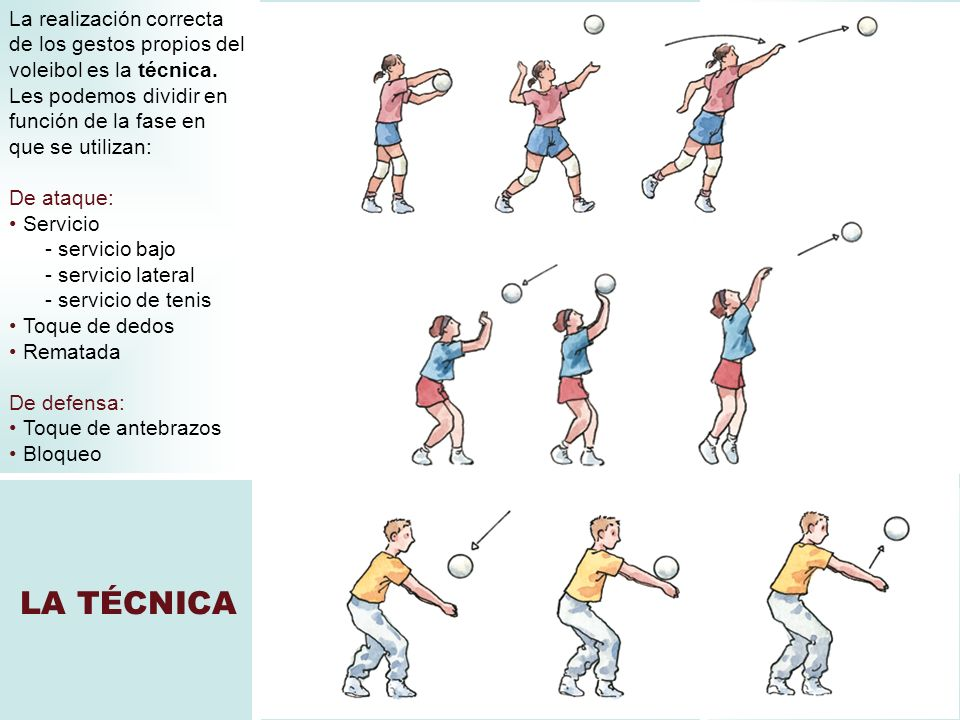 La realización correcta
de los gestos propios del
voleibol es la técnica.
Les podemos dividir en
función de la fase en
que se utilizan:
De ataque:
• Servicio
- servicio bajo
- servicio lateral
- servicio de tenis
• Toque de dedos
• Rematada
De defensa:
• Toque de antebrazos
• Bloqueo
LA TÉCNICA